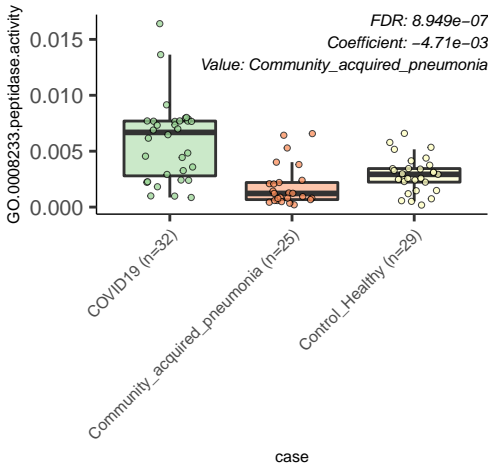 FDR: 8.949e−07
Coefficient: −4.71e−03
Value: Community_acquired_pneumonia
GO.0008233.peptidase.activity
0.015
0.010
0.005
0.000
COVID19 (n=32)
Community_acquired_pneumonia (n=25)
Control_Healthy (n=29)
case